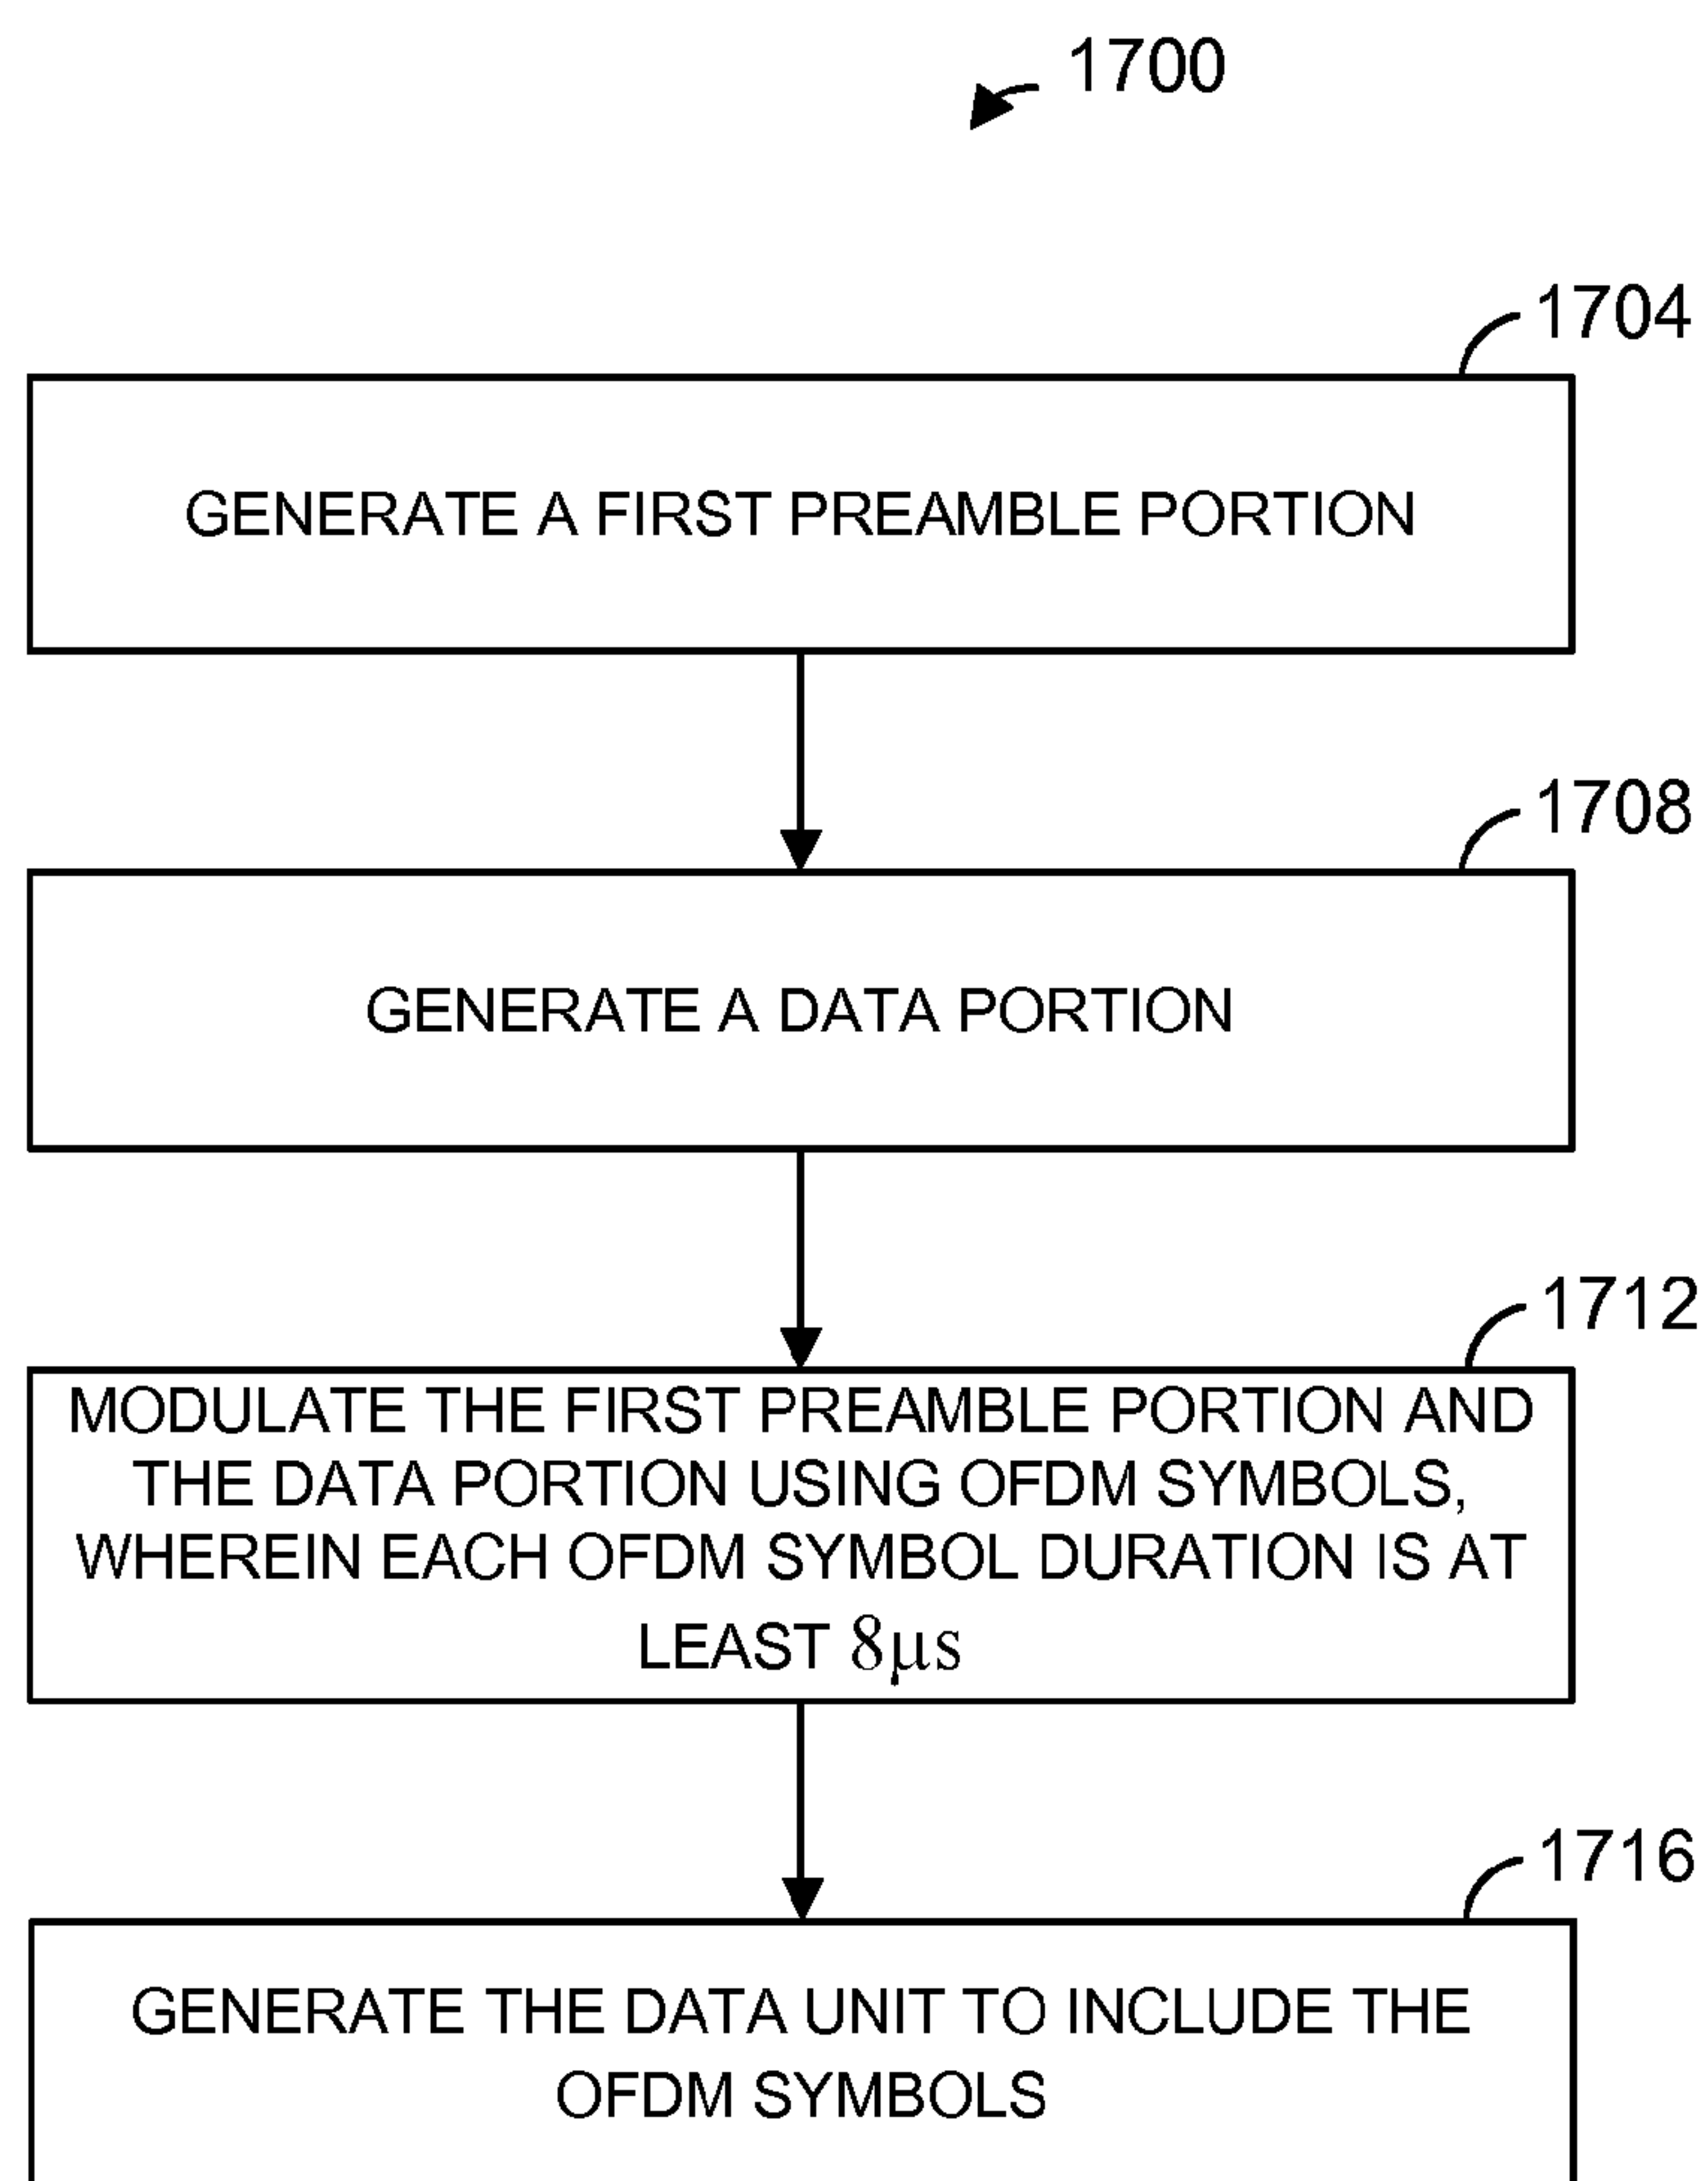 1700
1704
GENERATE A FIRST PREAMBLE PORTION
1708
GENERATE A DATA PORTION
1712
MODULATE THE FIRST PREAMBLE PORTION AND
THE DATA PORTION USING OFDM SYMBOLS,
WHEREIN EACH OFDM SYMBOL DURATION IS AT
LEAST 8μs
1716
GENERATE THE DATA UNIT TO INCLUDE THE
OFDM SYMBOLS